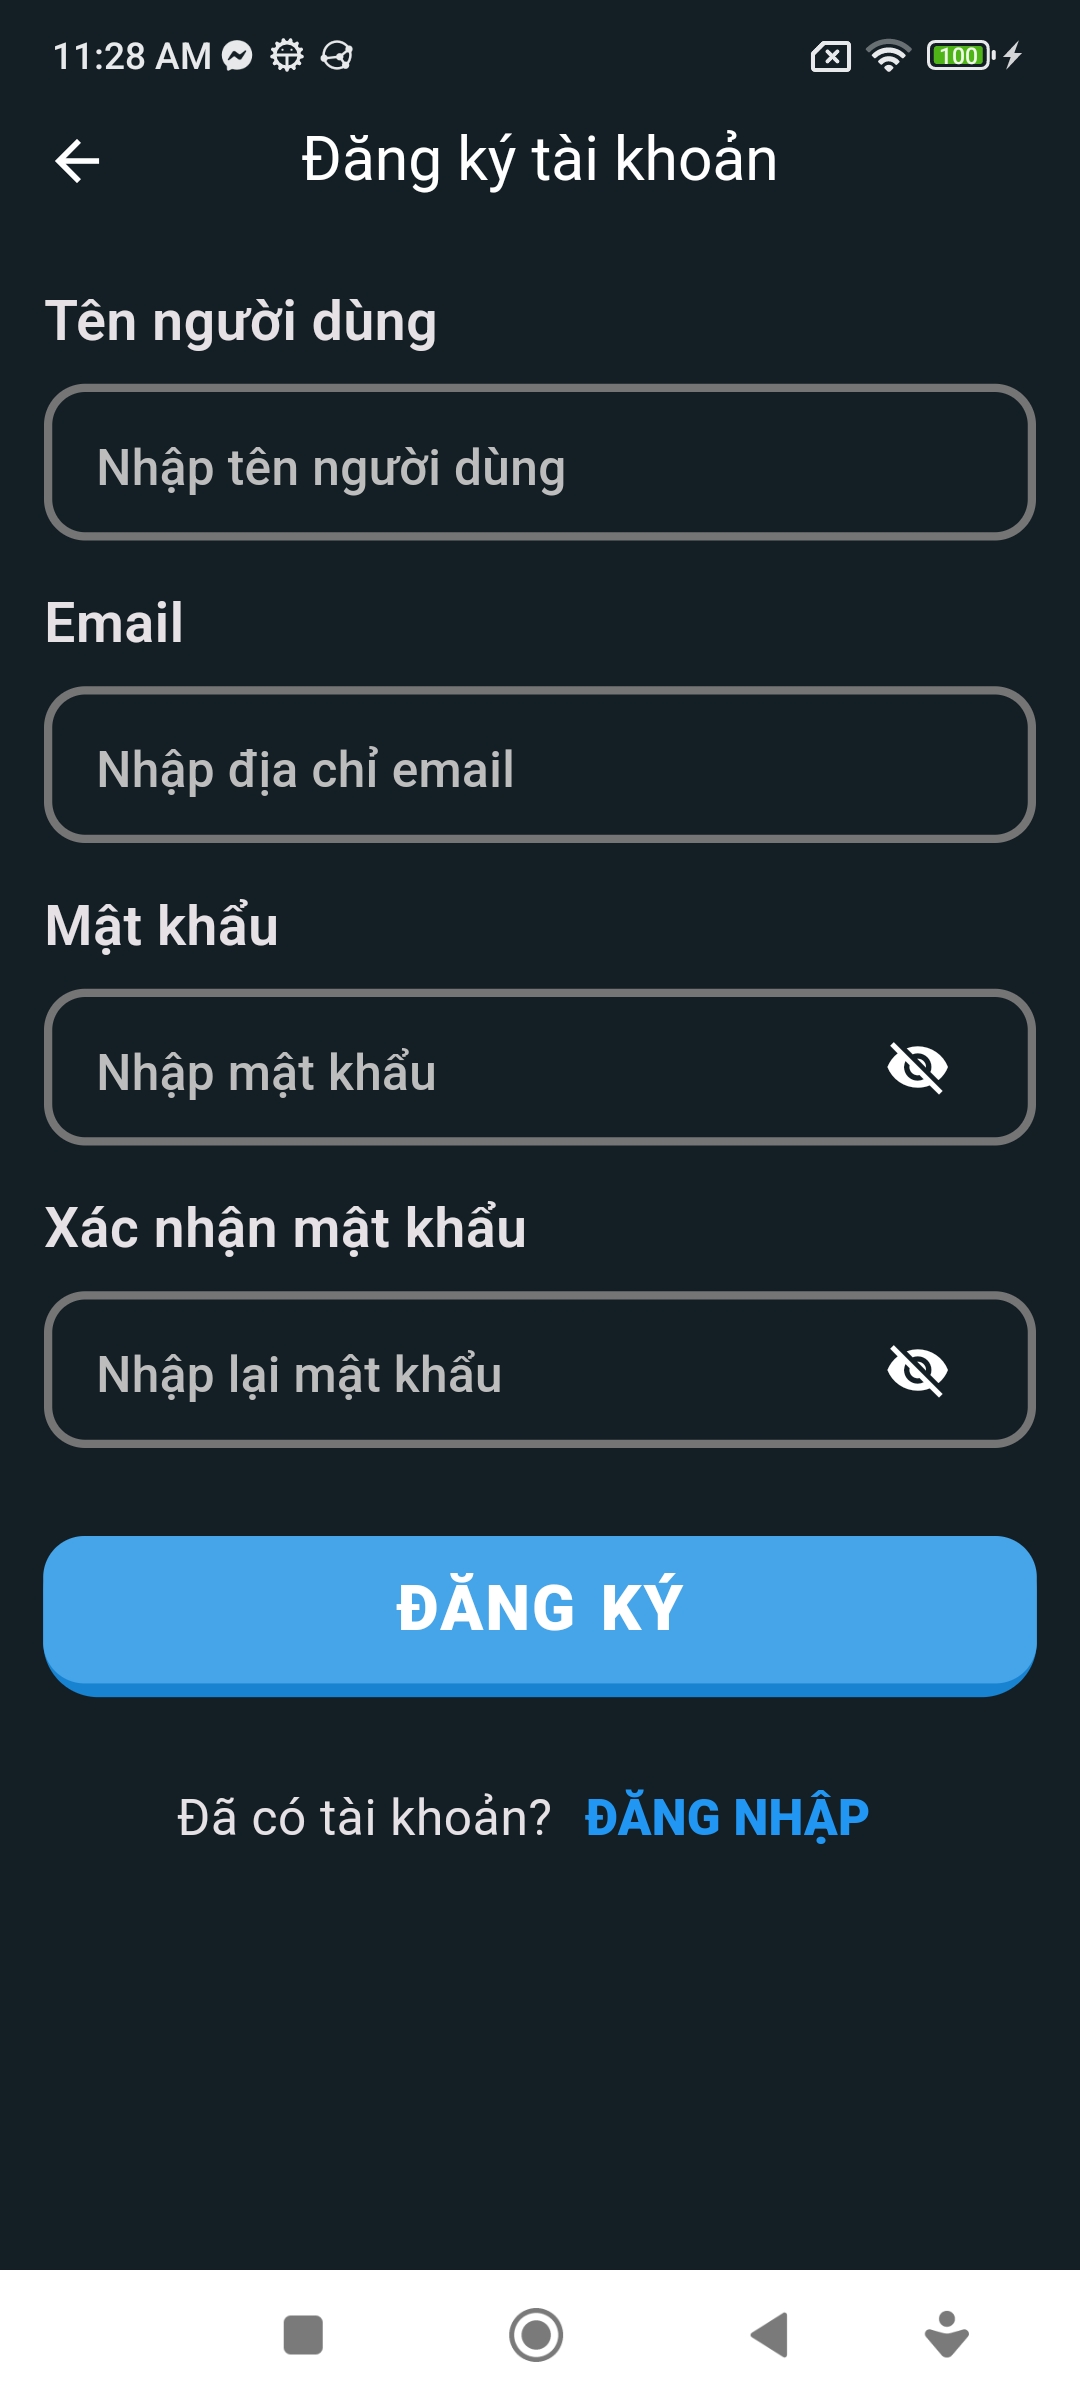 11:28 AM
100
Đăng ký tài khoản
Tên người dùng
Nhập tên người dùng
Email
Nhập địa chỉ email
Mật khẩu
Nhập mật khẩu
Xác nhận mật khẩu
Nhập lại mật khẩu
ĐĂNG KÝ
Đã có tài khoản? ĐĂNG NHẬP